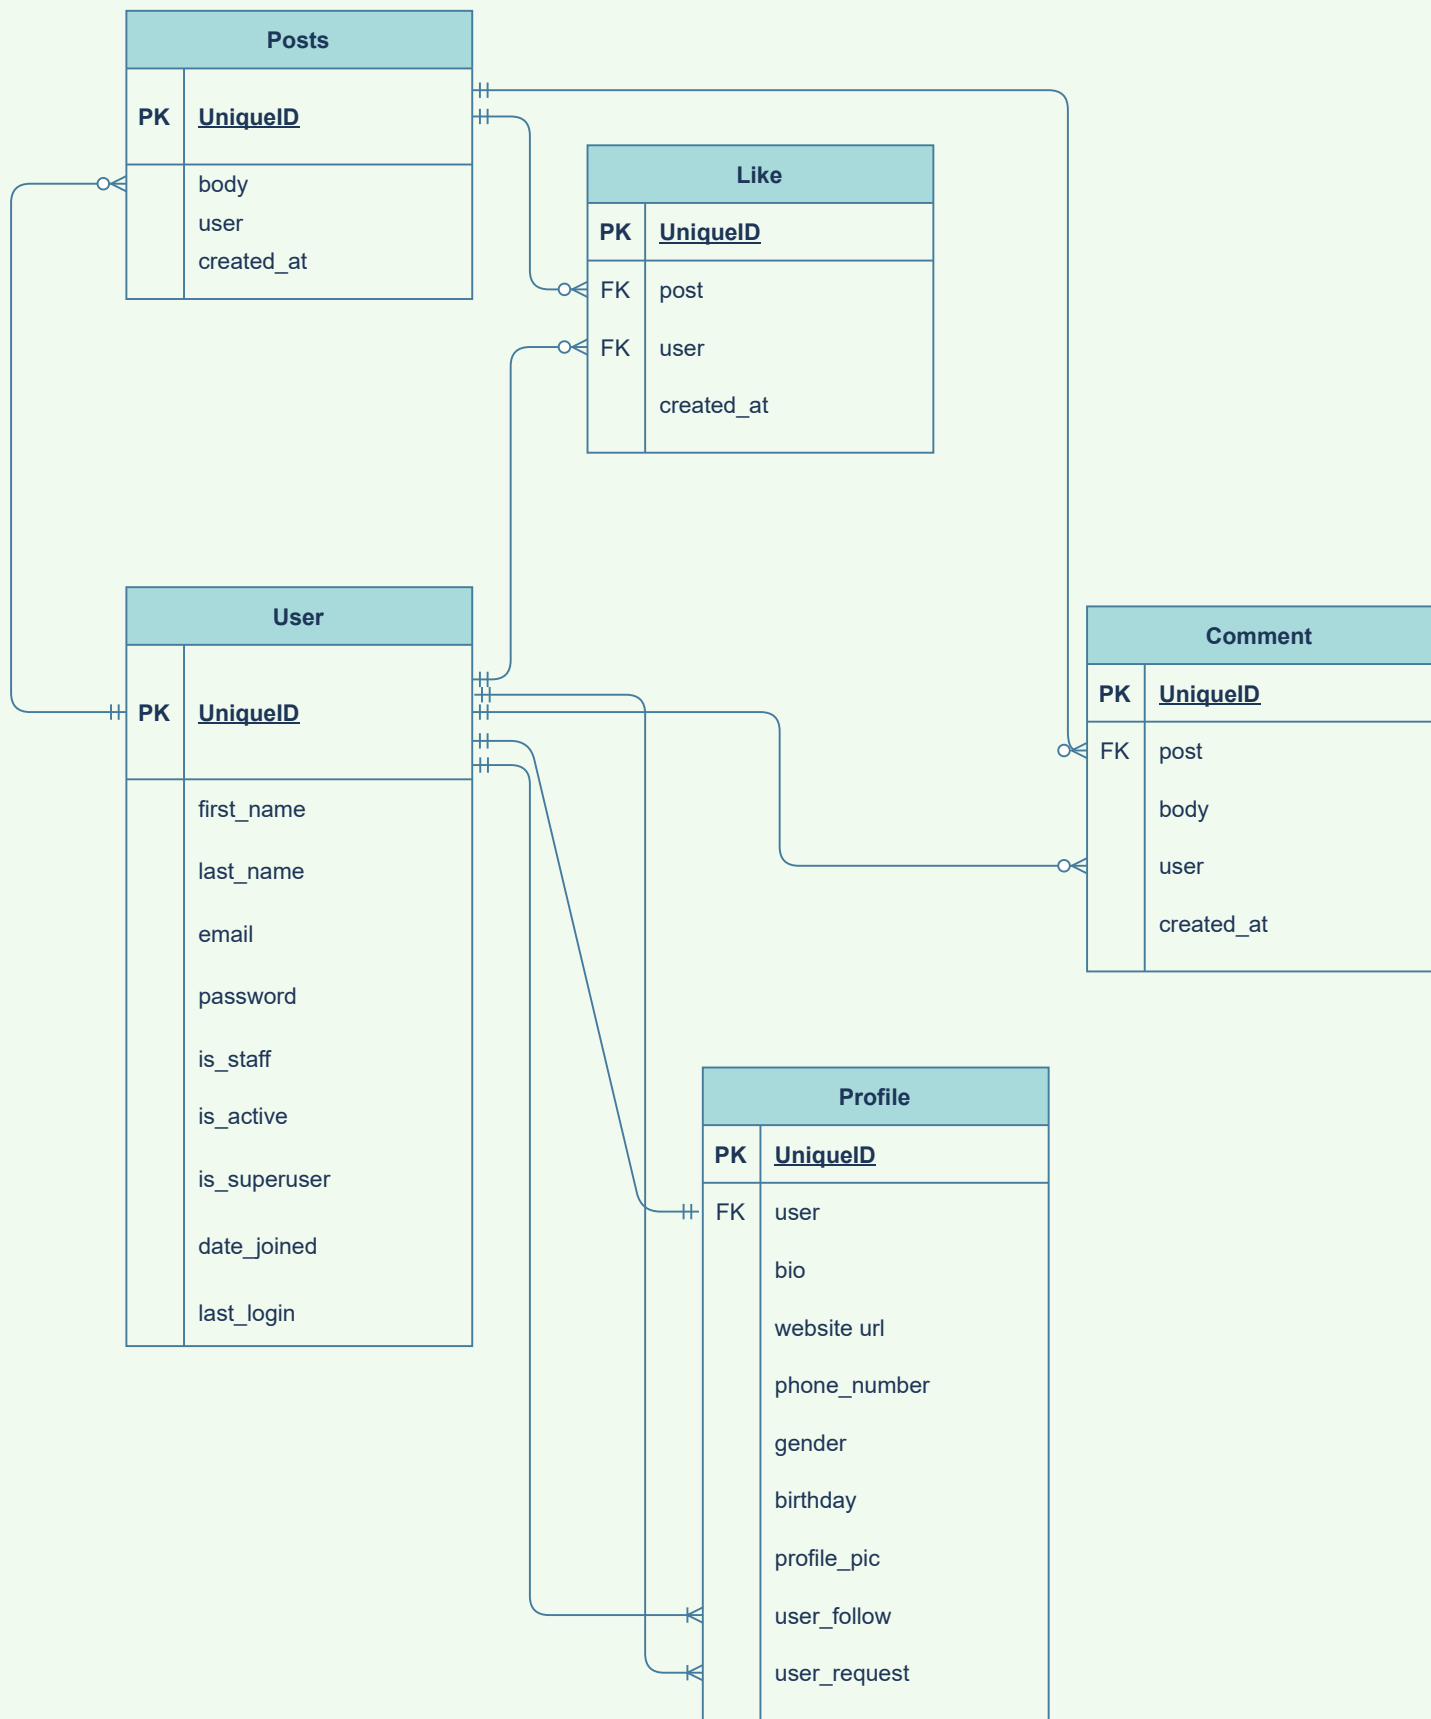 Posts
PK UniqueID
body
user
created_at
Like
PK UniqueID
FK post
FK user
created_at
User
PK UniqueID
first_name
last_name
email
password
is_staff
is_active
is_superuser
date_joined
last_login
Comment
PK UniqueID
FK post
body
user
created_at
Profile
PK UniqueID
FK user
bio
website url
phone_number
gender
birthday
profile_pic
user_follow
user_request